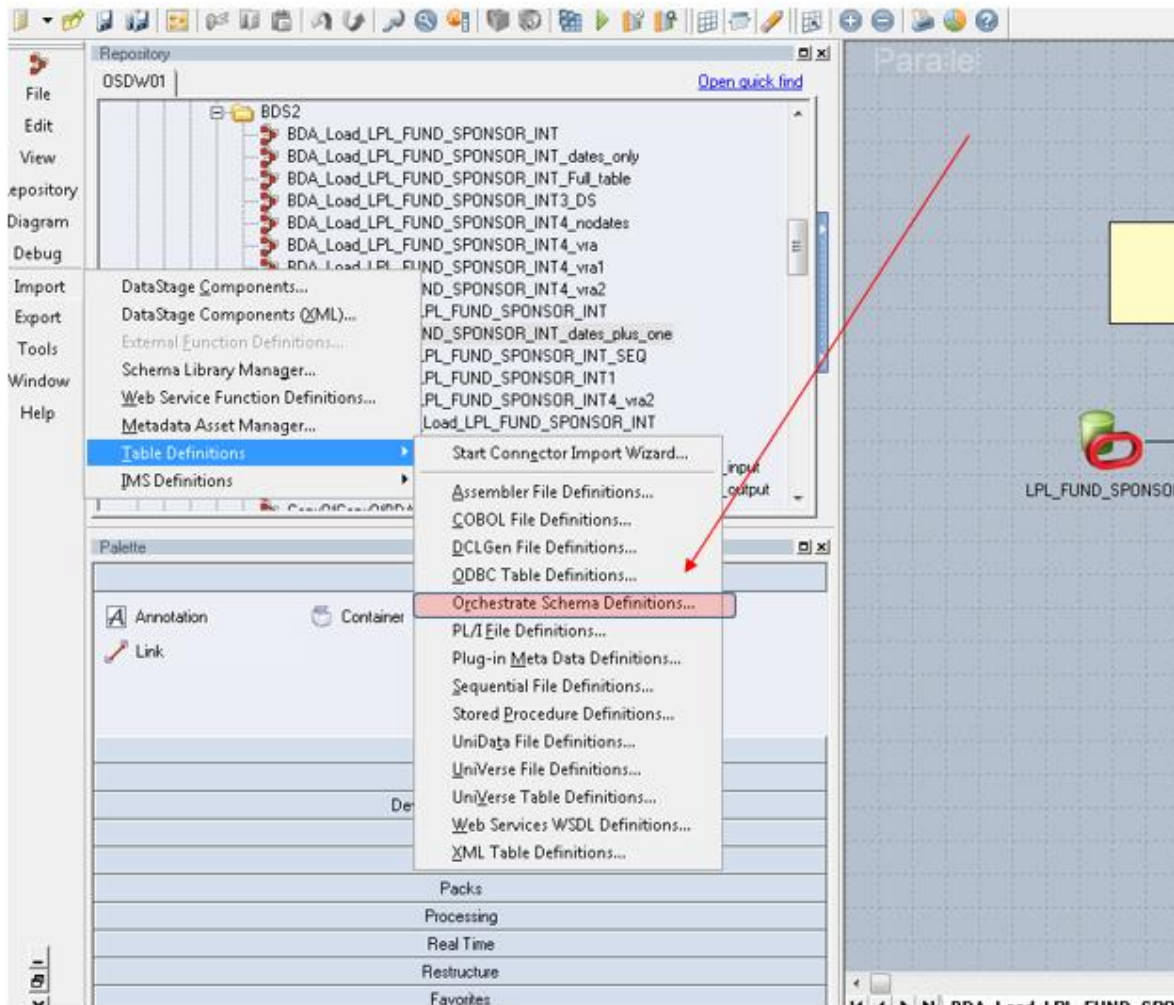 Repository
OSDW01
Open quick find
File
Edit
View
epository
Diagram
Debug
Import
Export
Tools
Window
Help
BDS2
BDA_Load_LPL_FUND_SPONSOR_INT
BDA_Load_LPL_FUND_SPONSOR_INT_dates_only
BDA_Load_LPL_FUND_SPONSOR_INT_Full_table
BDA_Load_LPL_FUND_SPONSOR_INT3_DS
BDA_Load_LPL_FUND_SPONSOR_INT4_nodates
BDA_Load_LPL_FUND_SPONSOR_INT4_vra
BDA_Load_LPL_FUND_SPONSOR_INT4_vra1
ND_SPONSOR_INT4_vra2
.PL_FUND_SPONSOR_INT
ND_SPONSOR_INT_dates_plus_one
.PL_FUND_SPONSOR_INT_SEQ
.PL_FUND_SPONSOR_INT1
.PL_FUND_SPONSOR_INT4_vra2
Load_LPL_FUND_SPONSOR_INT
_input
_output
DataStage Components...
DataStage Components (XML)...
External Function Definitions...
Schema Library Manager...
Web Service Function Definitions...
Metadata Asset Manager...
Table Definitions
IMS Definitions
Start Connector Import Wizard...
Assembler File Definitions...
COBOL File Definitions...
DCLGen File Definitions...
ODBC Table Definitions...
Orchestrate Schema Definitions...
PL/I File Definitions...
Plug-in Meta Data Definitions...
Sequential File Definitions...
Stored Procedure Definitions...
UniData File Definitions...
UniVerse File Definitions...
UniVerse Table Definitions...
Web Services WSDL Definitions...
XML Table Definitions...
Palette
Annotation
Container
Link
De
Packs
Processing
Real Time
Restructure
Favorites
Parallel
LPL_FUND_SPONSO